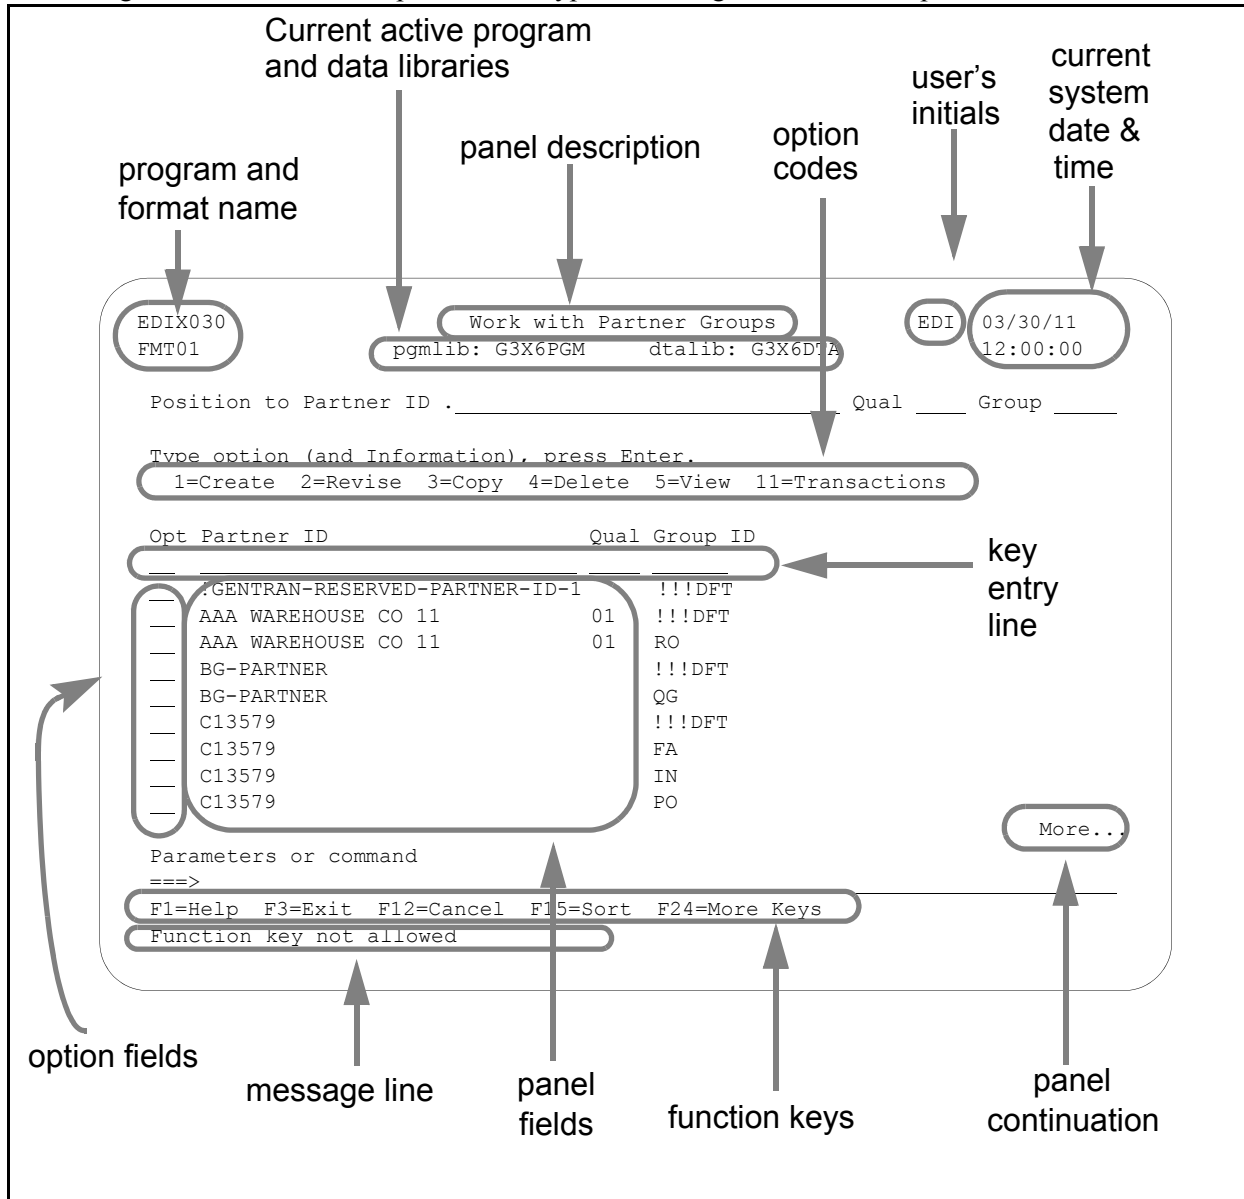 Current active program
and data libraries
current
system
date &
time
user's
initials
option
codes
panel description
program and
format name
EDIX030 Work with Partner Groups EDI 03/30/11
FMT01 pgmlib: G3X6PGM dtalib: G3X6DTA 12:00:00
Position to Partner ID . Qual Group
Type option (and Information), press Enter.
1=Create 2=Revise 3=Copy 4=Delete 5=View 11=Transactions
Opt Partner ID Qual Group ID
key
entry
line
!GENTRAN-RESERVED-PARTNER-ID-1 !!!DFT
AAA WAREHOUSE CO 11 01 !!!DFT
AAA WAREHOUSE CO 11 01 RO
BG-PARTNER !!!DFT
BG-PARTNER QG
C13579 !!!DFT
C13579 FA
C13579 IN
C13579 PO
More...
Parameters or command
===>
F1=Help F3=Exit F12=Cancel F15=Sort F24=More Keys
Function key not allowed
option fields
message line
panel
fields
function keys
panel
continuation